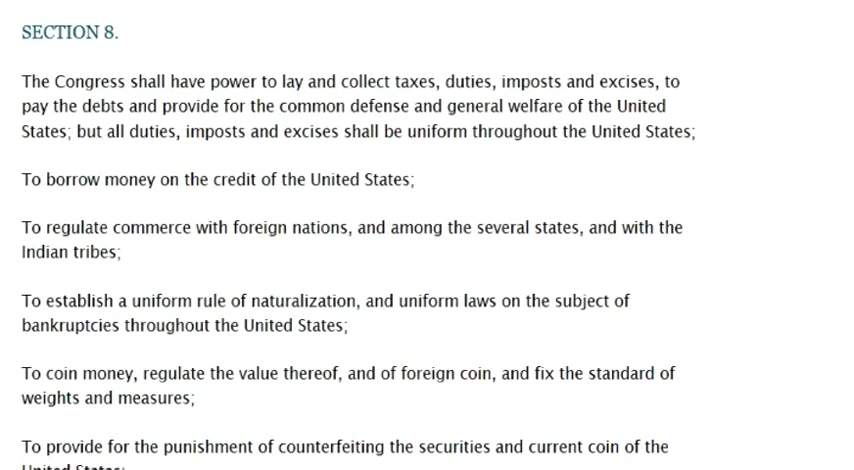 SECTION 8.
The Congress shall have power to lay and collect taxes, duties, imposts and excises, to
pay the debts and provide for the common defense and general welfare of the United
States; but all duties, imposts and excises shall be uniform throughout the United States;
To borrow money on the credit of the United States;
To regulate commerce with foreign nations, and among the several states, and with the
Indian tribes;
To establish a uniform rule of naturalization, and uniform laws on the subject of
bankruptcies throughout the United States;
To coin money, regulate the value thereof, and of foreign coin, and fix the standard of
weights and measures;
To provide for the punishment of counterfeiting the securities and current coin of the
United States;